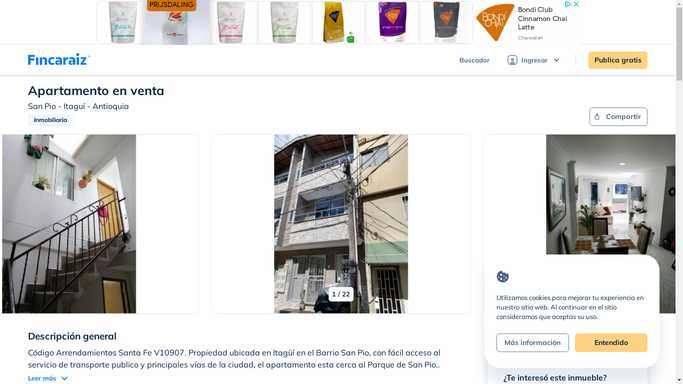 PRIJSDALING
Bondi Club
Cinnamon Chai
Latte
Chaiwallah
Fincaraiz
Buscador
Ingresar
Publica gratis
Apartamento en venta
San Pio - Itaguí - Antioquia
Inmobiliaria
Compartir
BONDI
CHAI
1 / 22
Utilizamos cookies para mejorar tu experiencia en
nuestro sitio web. Al continuar en el sitio
consideramos que aceptas su uso.
Más información
Entendido
Descripción general
Código Arrendamientos Santa Fe V10907. Propiedad ubicada en Itagüí en el Barrio San Pio, con fácil acceso al
servicio de transporte publico y principales vías de la ciudad, el apartamento esta cerca al Parque de San Pio..
Leer más
¿Te interesó este inmueble?